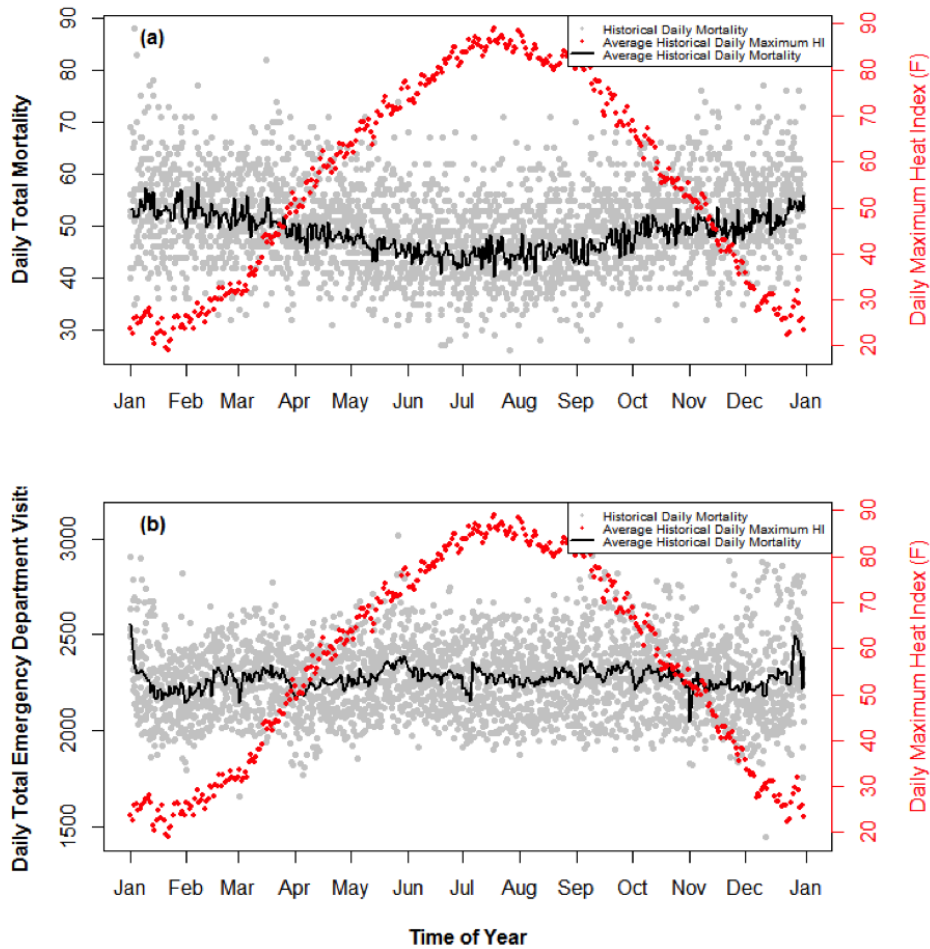 (a)
Historical Daily Mortality
Average Historical Daily Maximum HI
Average Historical Daily Mortality
Daily Total Mortality
90
80
70
60
50
40
30
Daily Maximum Heat Index (F)
90
80
70
60
50
40
30
20
Jan Feb Mar Apr May Jun Jul Aug Sep Oct Nov Dec Jan
(b)
Historical Daily Mortality
Average Historical Daily Maximum HI
Average Historical Daily Mortality
Daily Total Emergency Department Visits
3000
2500
2000
1500
Daily Maximum Heat Index (F)
90
80
70
60
50
40
30
20
Jan Feb Mar Apr May Jun Jul Aug Sep Oct Nov Dec Jan
Time of Year